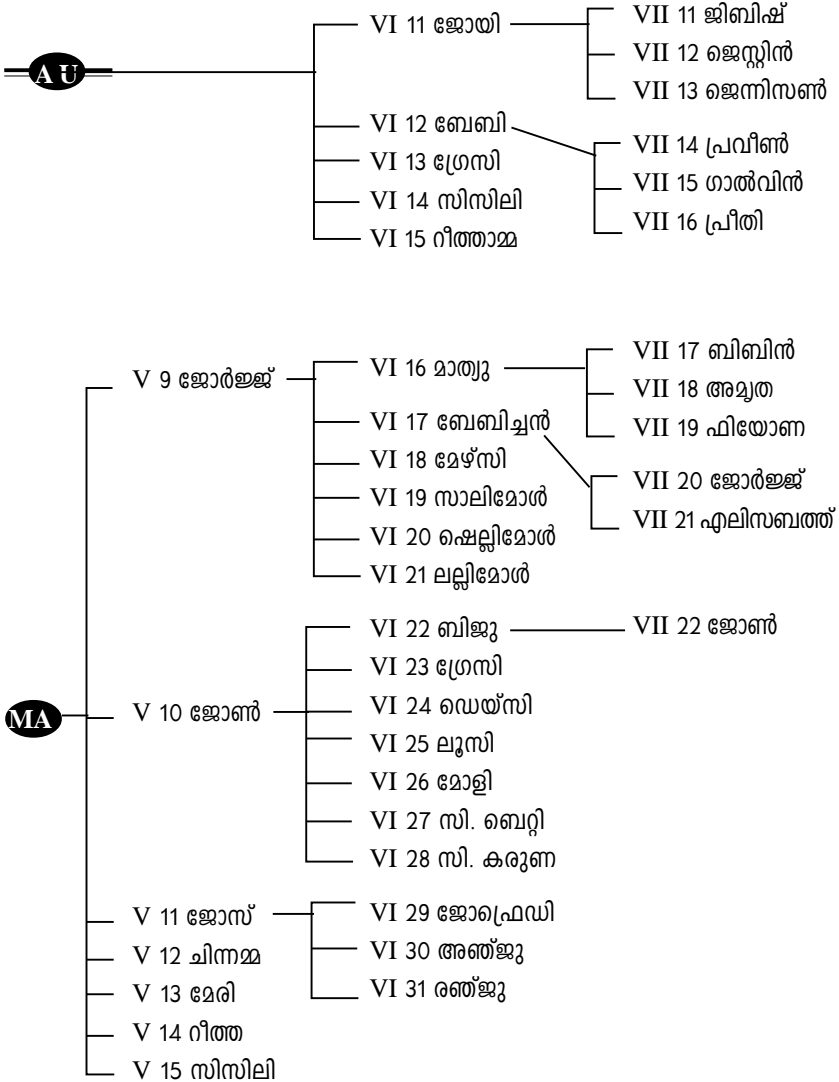 A U
VI 11 ജോയി
VII 11 ജിബിഷ്
VII 12 ജെസ്റ്റിൻ
VII 13 ജെന്നിസൺ
VI 12 ബേബി
VII 14 പ്രവീൺ
VII 15 ഗാൽവിൻ
VII 16 പ്രീതി
VI 13 ഗ്രേസി
VI 14 സിസിലി
VI 15 റീത്താമ്മ
MA
V 9 ജോർജ്ജ്
VI 16 മാത്യു
VII 17 ബിബിൻ
VII 18 അമൃത
VII 19 ഫിയോണ
VI 17 ബേബിച്ചൻ
VII 20 ജോർജ്ജ്
VII 21 എലിസബത്ത്
VI 18 മേഴ്സി
VI 19 സാലിമോൾ
VI 20 ഷെല്ലിമോൾ
VI 21 ലല്ലിമോൾ
V 10 ജോൺ
VI 22 ബിജു
VII 22 ജോൺ
VI 23 ഗ്രേസി
VI 24 ഡെയ്സി
VI 25 ലൂസി
VI 26 മോളി
VI 27 സി. ബെറ്റി
VI 28 സി. കരുണ
V 11 ജോസ്
VI 29 ജോഫ്രെഡി
VI 30 അഞ്ജു
VI 31 രഞ്ജു
V 12 ചിന്നമ്മ
V 13 മേരി
V 14 റീത്ത
V 15 സിസിലി